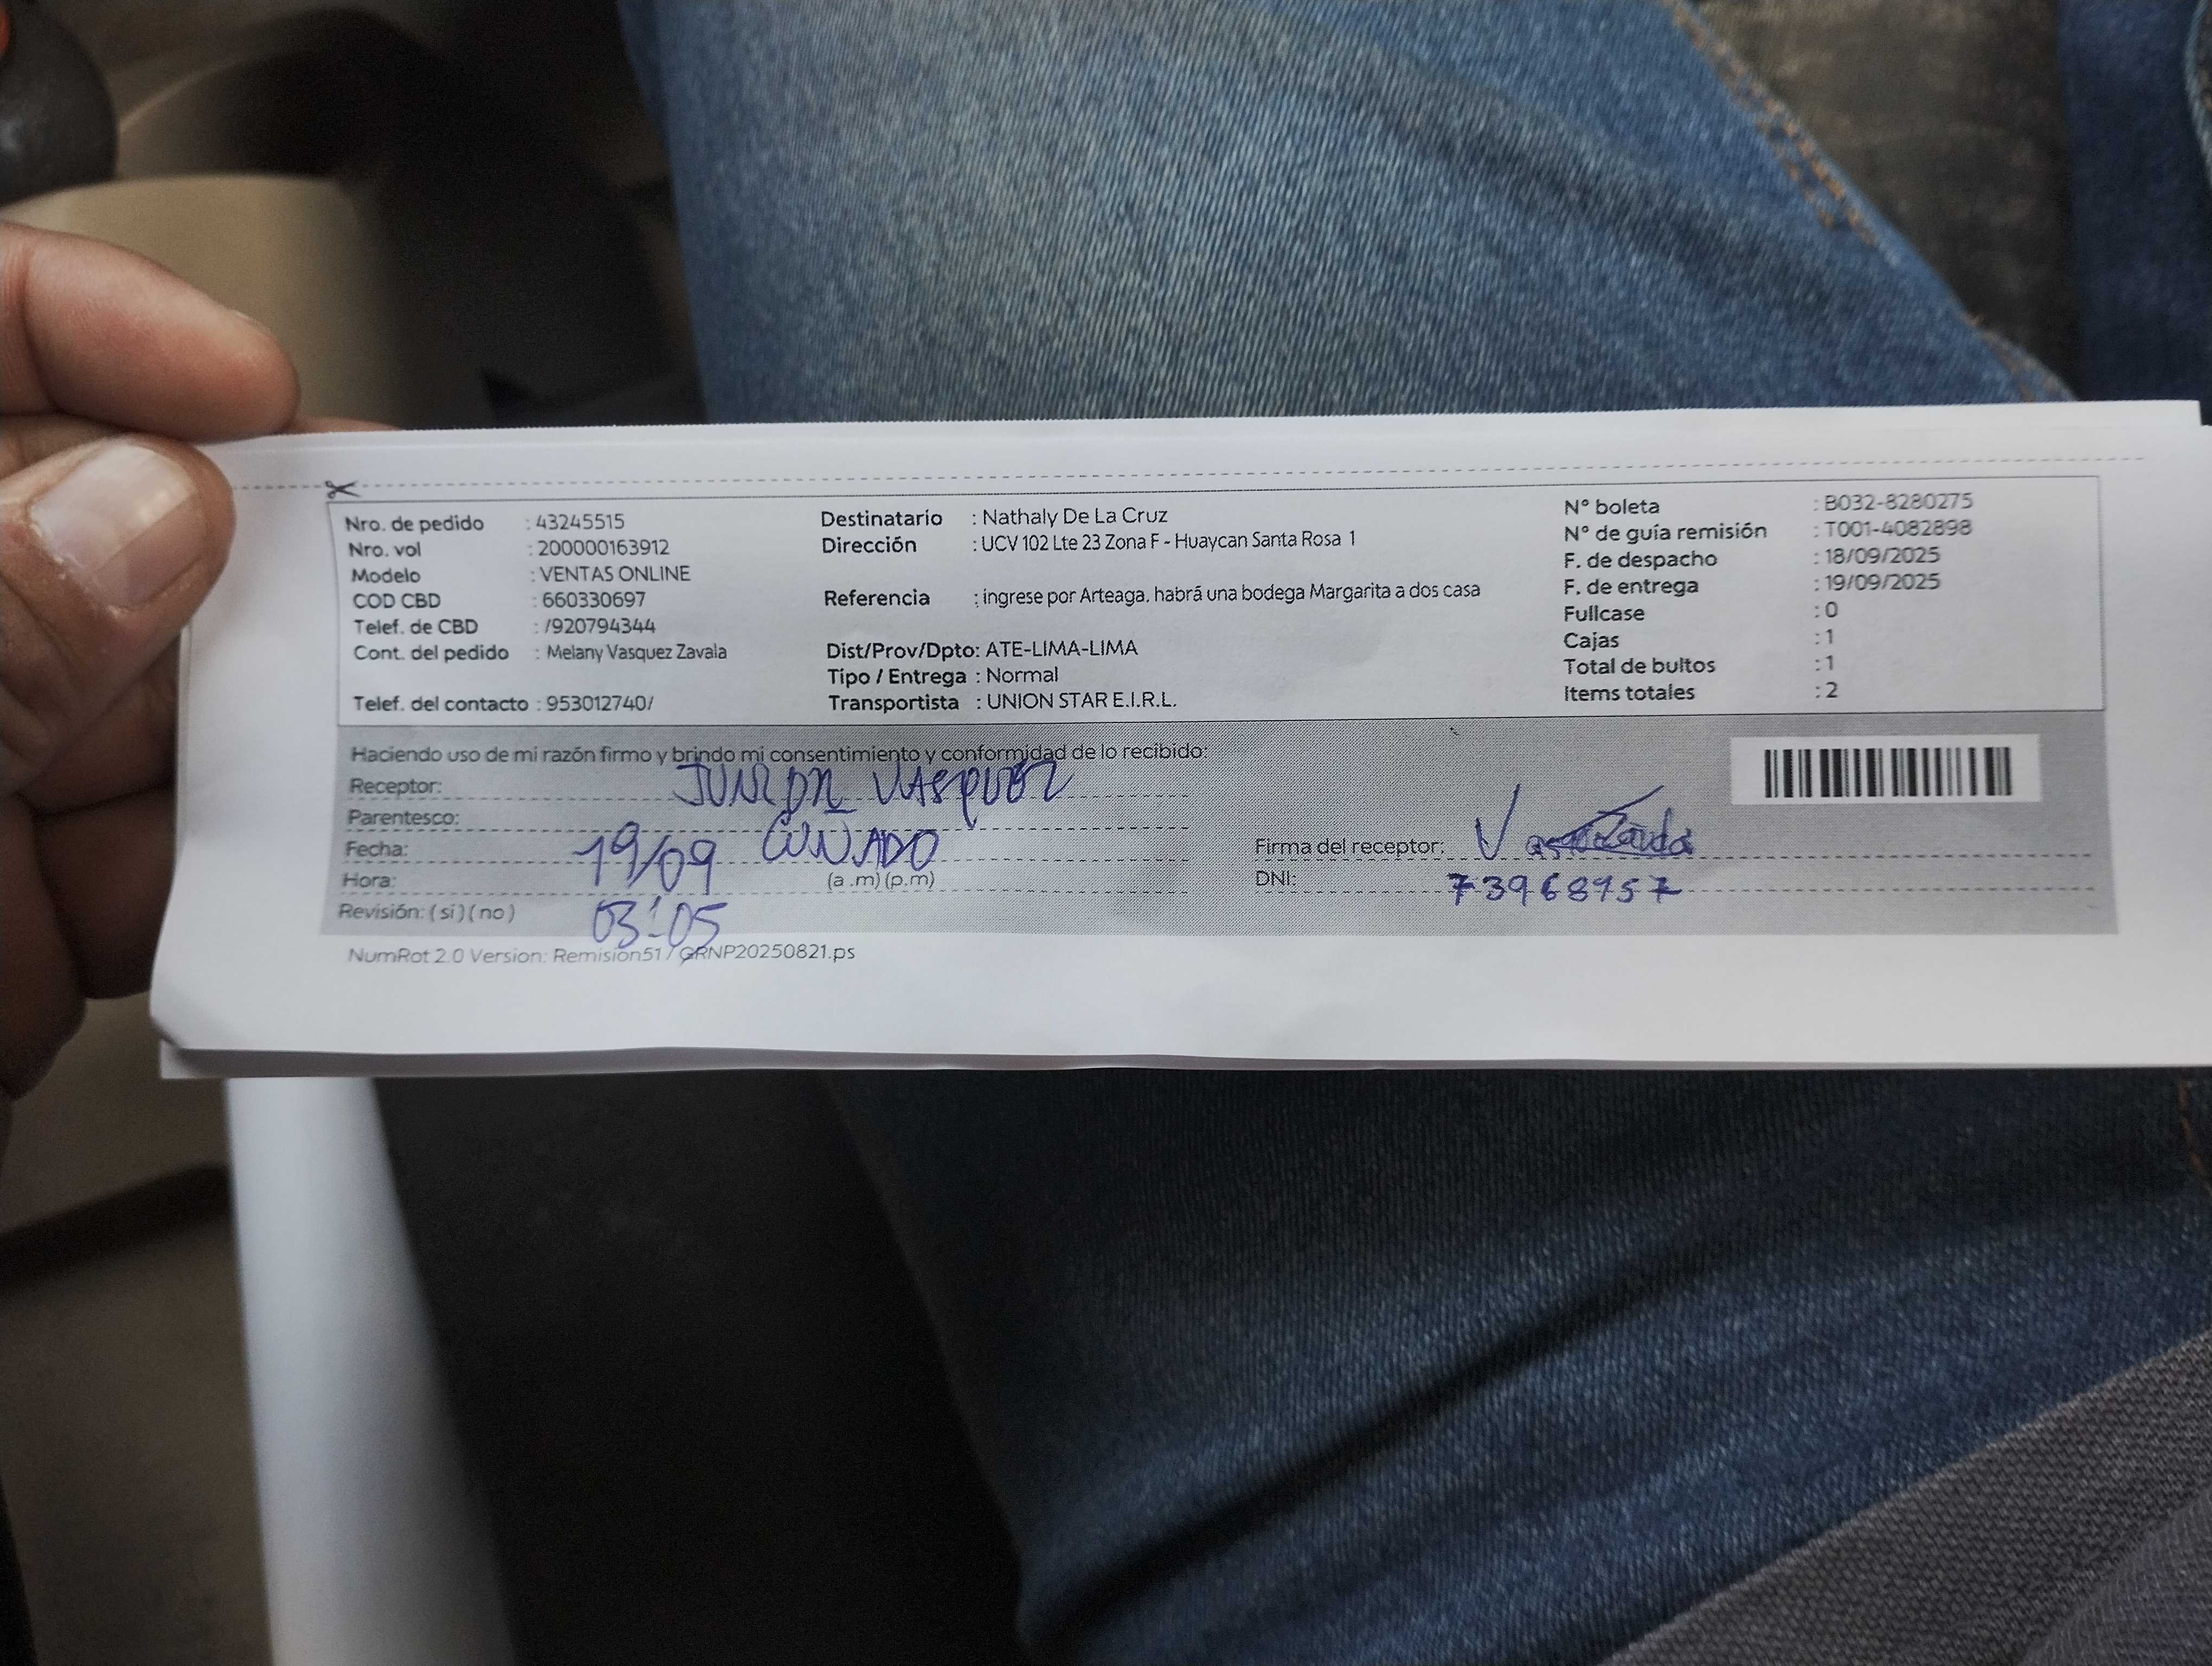 Nro. de pedido : 43245515
Nro. vol : 200000163912
Modelo : VENTAS ONLINE
COD CBD : 660330697
Telef. de CBD : /920794344
Cont. del pedido : Melany Vasquez Zavala
Telef. del contacto : 953012740/
Destinatario : Nathaly De La Cruz
Dirección : UCV 102 Lte 23 Zona F - Huaycan Santa Rosa 1
Referencia : ingrese por Arteaga, habrá una bodega Margarita a dos casa
Dist/Prov/Dpto: ATE-LIMA-LIMA
Tipo / Entrega : Normal
Transportista : UNION STAR E.I.R.L.
N° boleta : B032-8280275
N° de guía remisión : T001-4082898
F. de despacho : 18/09/2025
F. de entrega : 19/09/2025
Fullcase : 0
Cajas : 1
Total de bultos : 1
Items totales : 2
Haciendo uso de mi razón firmo y brindo mi consentimiento y conformidad de lo recibido:
Receptor: JUNIOR VASQUEZ
Parentesco: CUÑADO
Fecha: 19/09
Hora: 03:05 (a .m) (p.m)
Revisión: ( si ) ( no )
Firma del receptor:
DNI: 73968957
NumRot 2.0 Version: Remision51 / GRNP20250821.ps